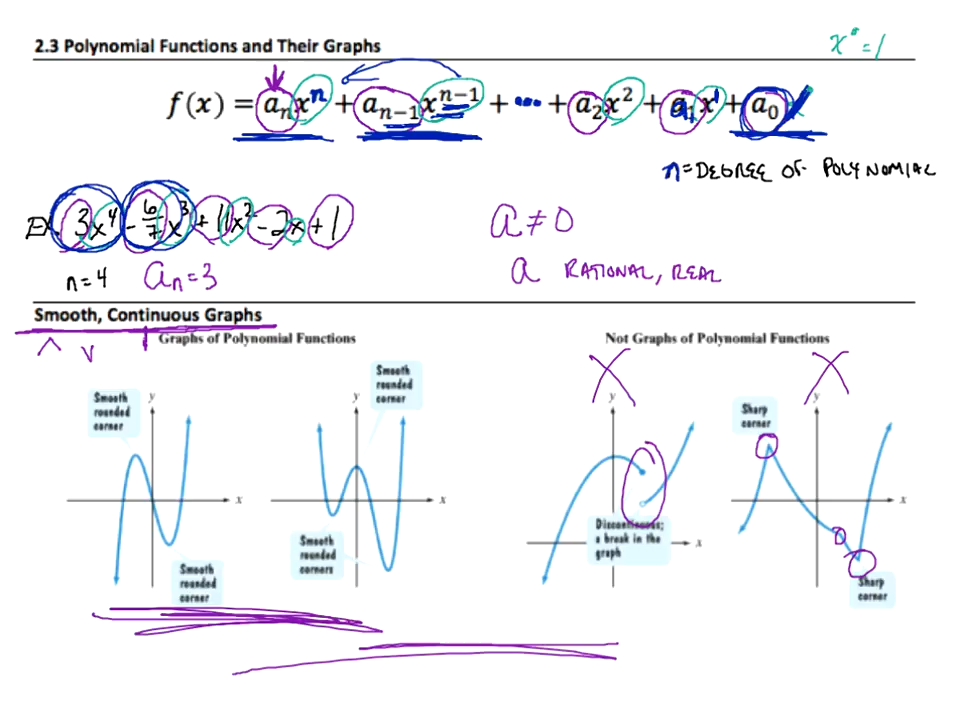 2.3 Polynomial Functions and Their Graphs
x⁰ = 1
f(x) = aₙxⁿ + aₙ₋₁xⁿ⁻¹ + ... + a₂x² + a₁x¹ + a₀
n = DEGREE OF POLYNOMIAL
EX. 3x⁴ - 6/7 x³ + 11x² - 2x + 1
a ≠ 0
n = 4 aₙ = 3
a RATIONAL, REAL
Smooth, Continuous Graphs
Graphs of Polynomial Functions
Not Graphs of Polynomial Functions
Smooth
rounded
corner
y
x
Smooth
rounded
corner
Smooth
rounded
corner
y
x
Smooth
rounded
corners
y
x
Discontinuous;
a break in the
graph
Sharp
corner
y
x
Sharp
corner